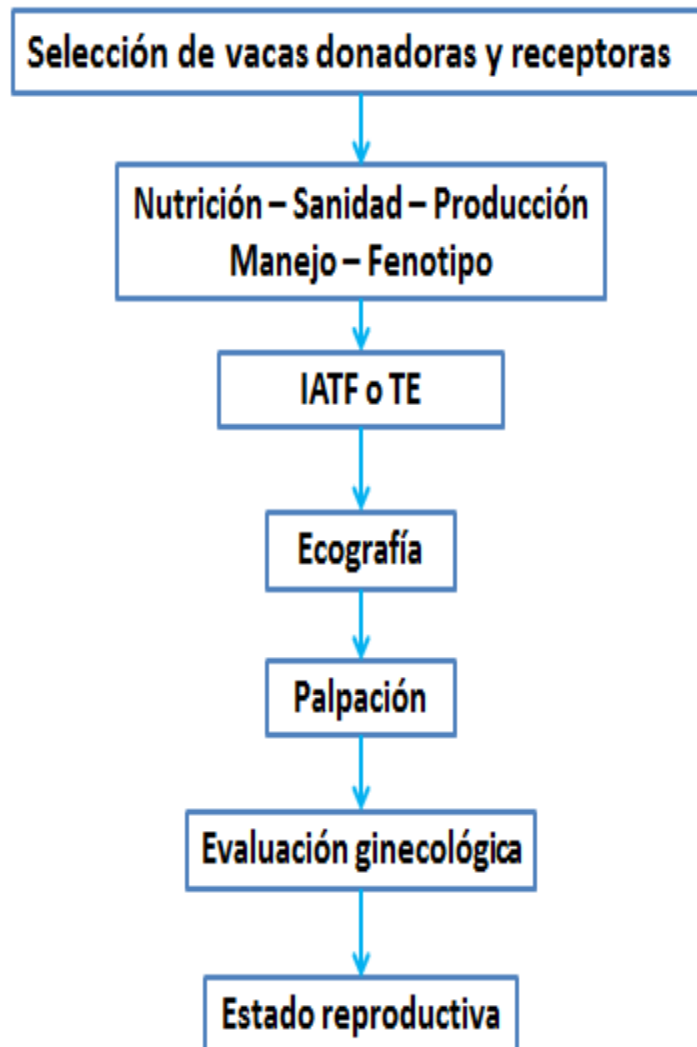 Selección de vacas donadoras y receptoras
Nutrición – Sanidad – Producción
Manejo – Fenotipo
IATF o TE
Ecografía
Palpación
Evaluación ginecológica
Estado reproductiva